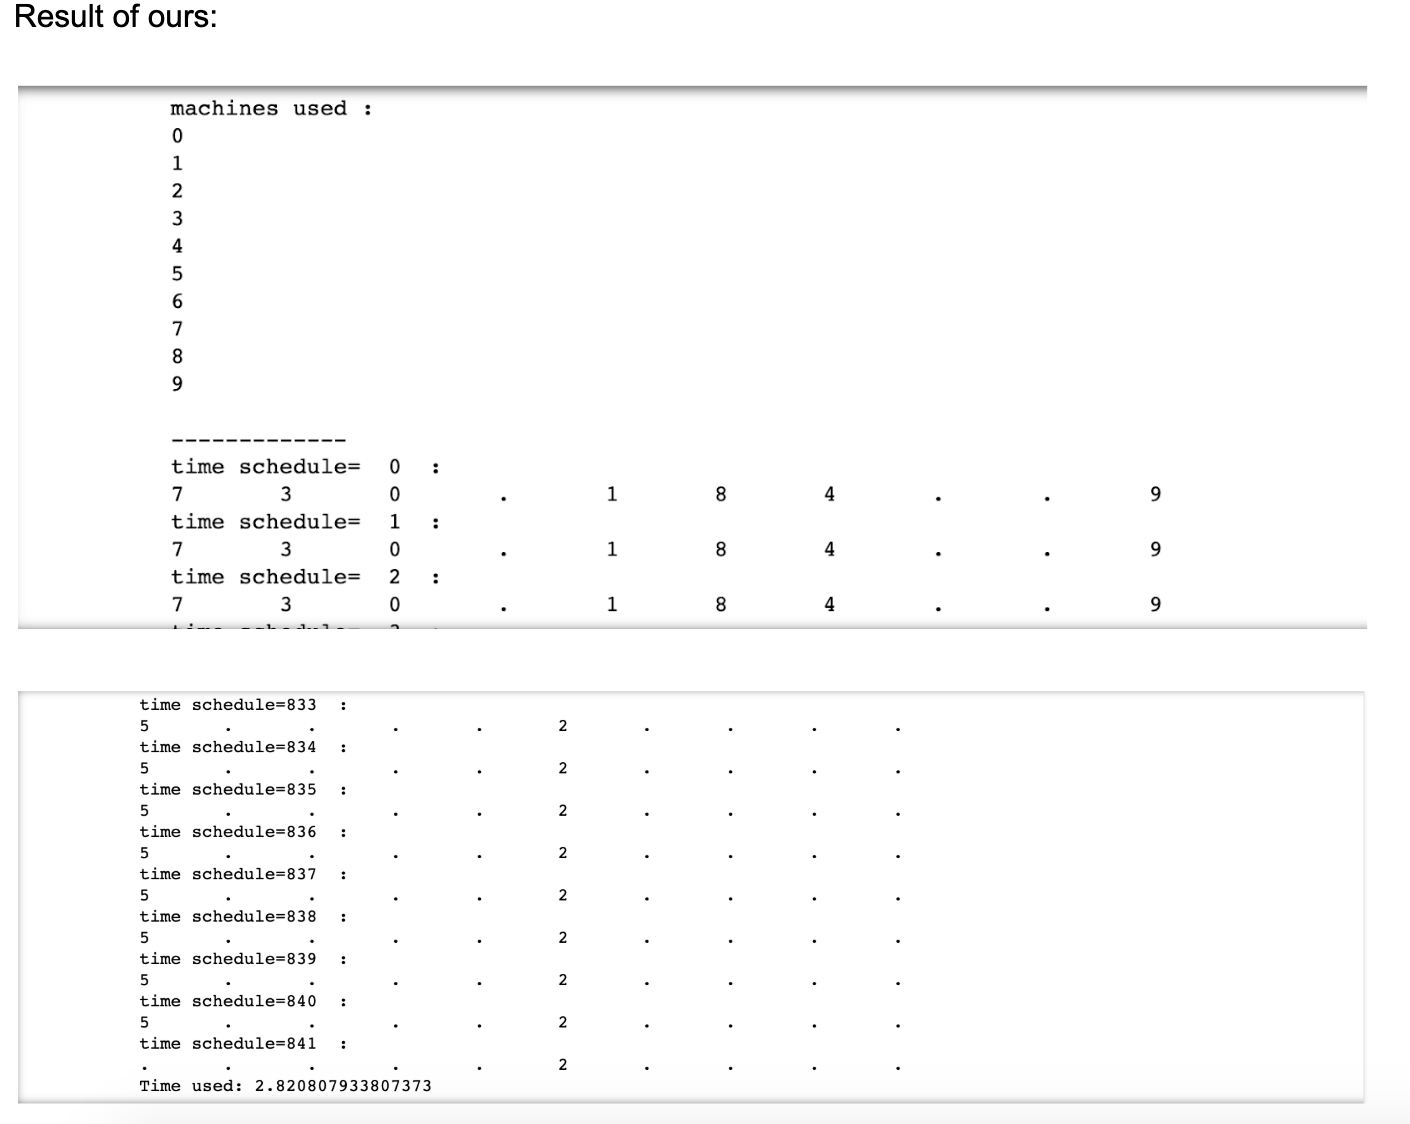 Result of ours:
machines used :
0
1
2
3
4
5
6
7
8
9
-------------
time schedule= 0 :
7 3 0 . 1 8 4 . . 9
time schedule= 1 :
7 3 0 . 1 8 4 . . 9
time schedule= 2 :
7 3 0 . 1 8 4 . . 9
time schedule=833 :
5 . . . . 2 . . . .
time schedule=834 :
5 . . . . 2 . . . .
time schedule=835 :
5 . . . . 2 . . . .
time schedule=836 :
5 . . . . 2 . . . .
time schedule=837 :
5 . . . . 2 . . . .
time schedule=838 :
5 . . . . 2 . . . .
time schedule=839 :
5 . . . . 2 . . . .
time schedule=840 :
5 . . . . 2 . . . .
time schedule=841 :
. . . . . 2 . . . .
Time used: 2.820807933807373